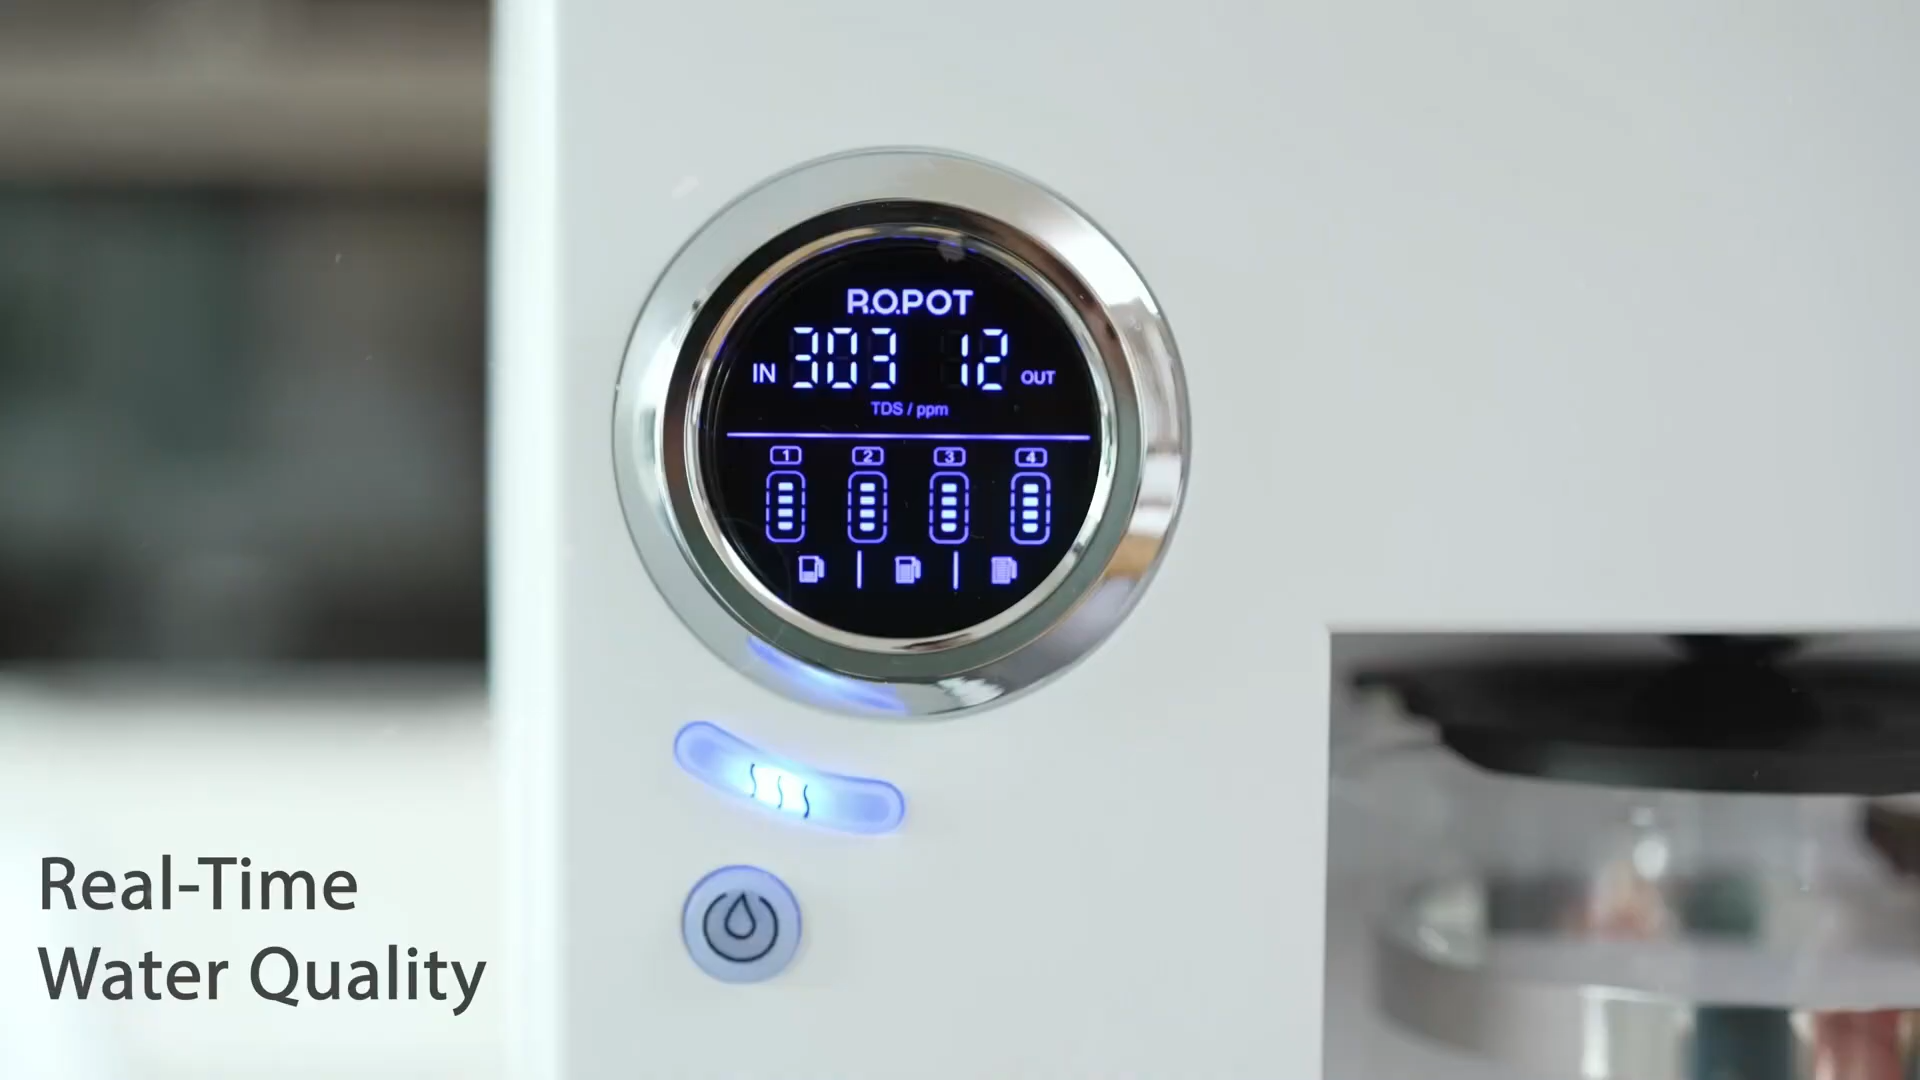 R.O.POT
IN 303 12 OUT
TDS / ppm
1 2 3 4
Real-Time
Water Quality